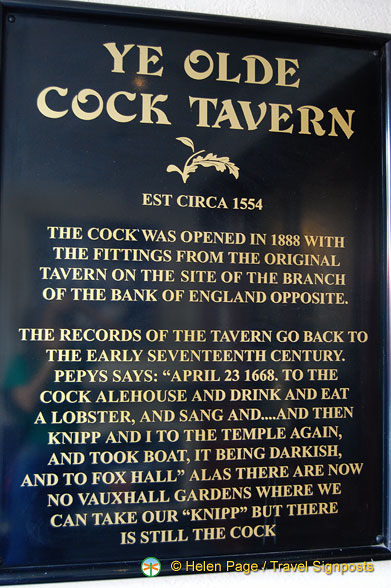 YE OLDE
COCK TAVERN
EST CIRCA 1554
THE COCK WAS OPENED IN 1888 WITH
THE FITTINGS FROM THE ORIGINAL
TAVERN ON THE SITE OF THE BRANCH
OF THE BANK OF ENGLAND OPPOSITE.
THE RECORDS OF THE TAVERN GO BACK TO
THE EARLY SEVENTEENTH CENTURY.
PEPYS SAYS: “APRIL 23 1668. TO THE
COCK ALEHOUSE AND DRINK AND EAT
A LOBSTER, AND SANG AND....AND THEN
KNIPP AND I TO THE TEMPLE AGAIN,
AND TOOK BOAT, IT BEING DARKISH,
AND TO FOX HALL” ALAS THERE ARE NOW
NO VAUXHALL GARDENS WHERE WE
CAN TAKE OUR “KNIPP” BUT THERE
IS STILL THE COCK
© Helen Page / Travel Signposts